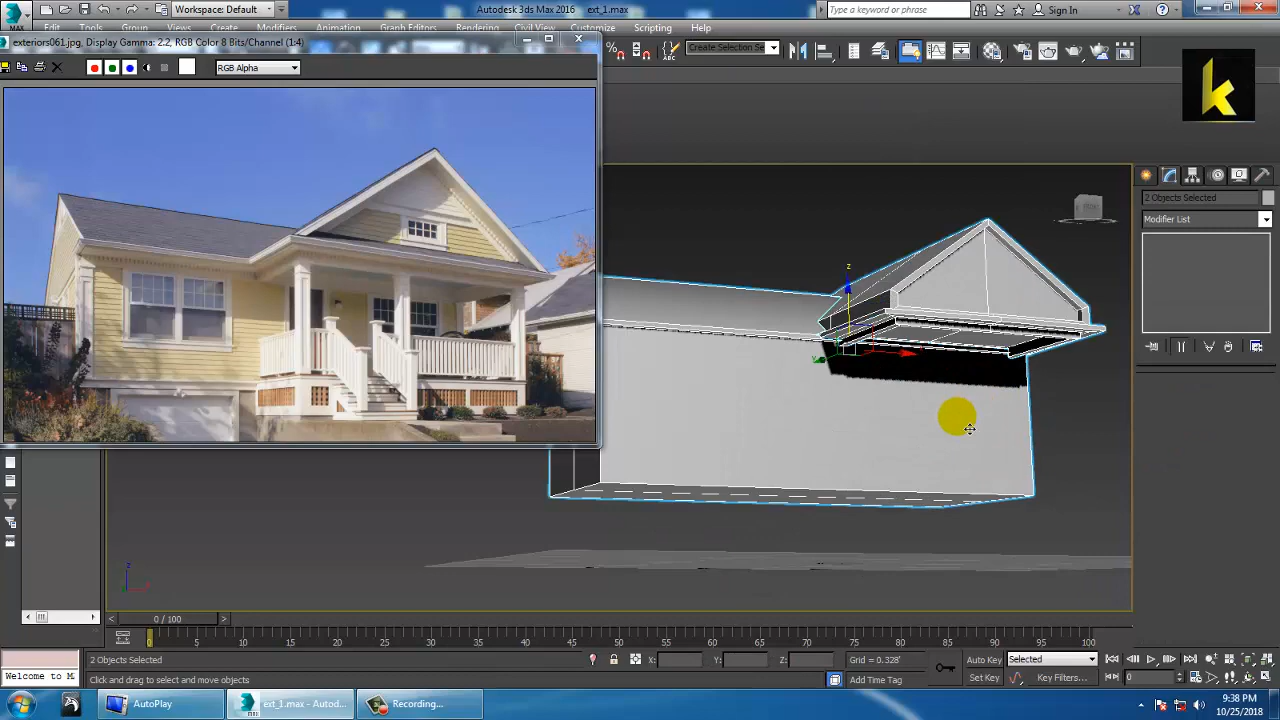 Workspace: Default
Autodesk 3ds Max 2016
ext_1.max
Type a keyword or phrase
Sign In
Edit
Tools
Group
Views
Create
Modifiers
Animation
Graph Editors
Rendering
Civil View
Customize
Scripting
Help
exteriors061.jpg, Display Gamma: 2.2, RGB Color 8 Bits/Channel (1:4)
RGB Alpha
Create Selection Se
k
2 Objects Selected
Modifier List
z
z
0 / 100
0 5 10 15 20 25 30 35 40 45 50 55 60 65 70 75 80 85 90 95 100
2 Objects Selected
X:
Y:
Z:
Grid = 0.328'
Auto Key
Selected
Welcome to M
Click and drag to select and move objects
Add Time Tag
Set Key
Key Filters...
0
AutoPlay
ext_1.max - Autod...
Recording...
9:38 PM
10/25/2018